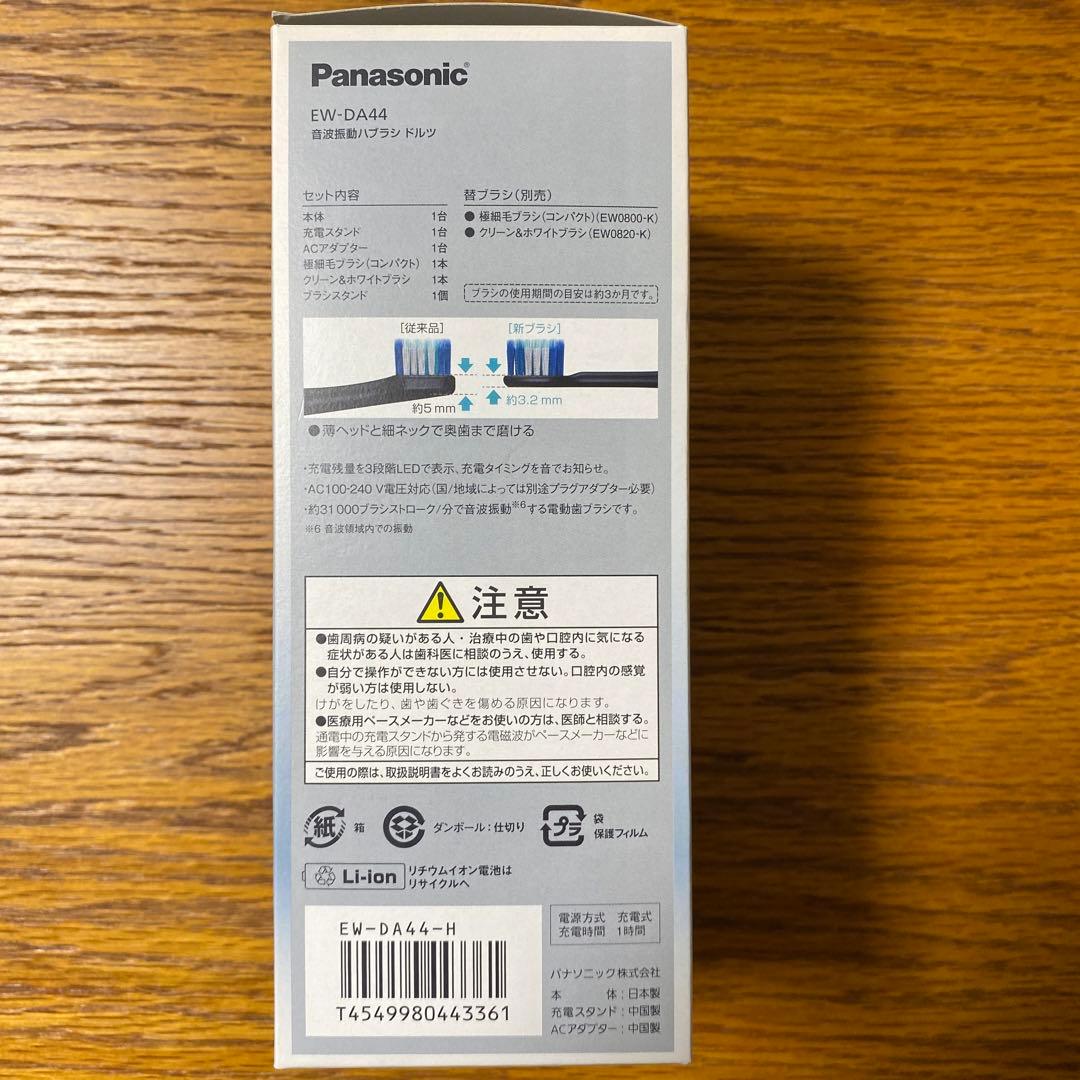 Panasonic®
EW-DA44
音波振動ハブラシ ドルツ
セット内容
本体 1台
充電スタンド 1台
ACアダプター 1台
極細毛ブラシ(コンパクト) 1本
クリーン&ホワイトブラシ 1本
ブラシスタンド 1個
替ブラシ(別売)
● 極細毛ブラシ(コンパクト)(EW0800-K)
● クリーン&ホワイトブラシ(EW0820-K)
ブラシの使用期間の目安は約3か月です。
[従来品]
約5mm
[新ブラシ]
約3.2mm
●薄ヘッドと細ネックで奥歯まで磨ける
・充電残量を3段階LEDで表示、充電タイミングを音でお知らせ。
・AC100-240 V電圧対応(国/地域によっては別途プラグアダプター必要)
・約31000ブラシストローク/分で音波振動※6する電動歯ブラシです。
※6 音波領域内での振動
注意
●歯周病の疑いがある人・治療中の歯や口腔内に気になる
症状がある人は歯科医に相談のうえ、使用する。
●自分で操作ができない方には使用させない。口腔内の感覚
が弱い方は使用しない。
けがをしたり、歯や歯ぐきを傷める原因になります。
●医療用ペースメーカーなどをお使いの方は、医師と相談する。
通電中の充電スタンドから発する電磁波がペースメーカーなどに
影響を与える原因になります。
ご使用の際は、取扱説明書をよくお読みのうえ、正しくお使いください。
紙 箱
ダンボール:仕切り
プラ 袋
保護フィルム
Li-ion リチウムイオン電池は
リサイクルへ
EW-DA44-H
T4549980443361
電源方式 充電式
充電時間 1時間
パナソニック株式会社
本体:日本製
充電スタンド:中国製
ACアダプター:中国製